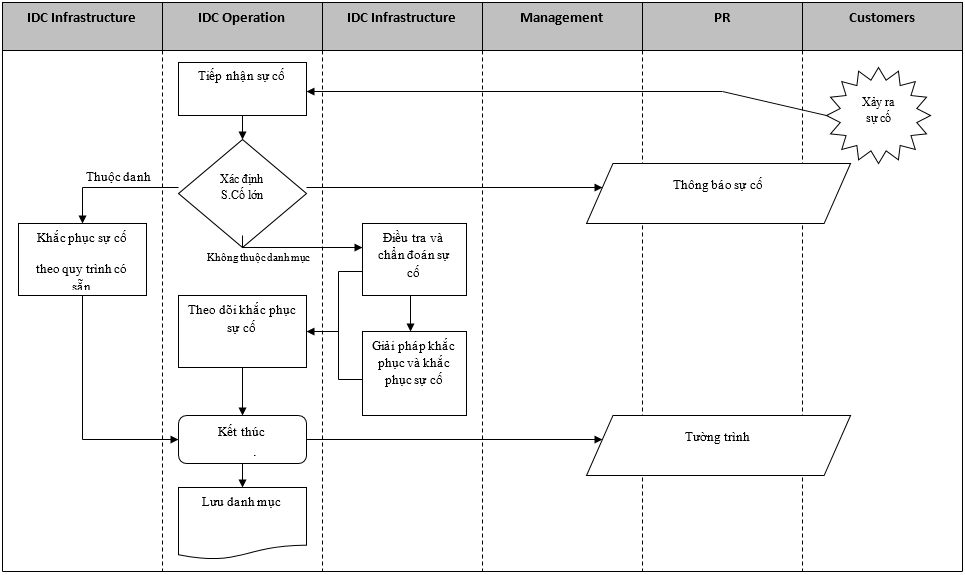 IDC Infrastructure
IDC Operation
IDC Infrastructure
Management
PR
Customers
Tiếp nhận sự cố
Xảy ra
sự cố
Xác định
S.Cố lớn
Thuộc danh
Thông báo sự cố
Khắc phục sự cố
theo quy trình có
sẵn
Không thuộc danh mục
Điều tra và
chẩn đoán sự
cố
Theo dõi khắc phục
sự cố
Giải pháp khắc
phục và khắc
phục sự cố
Kết thúc
.
Tường trình
Lưu danh mục